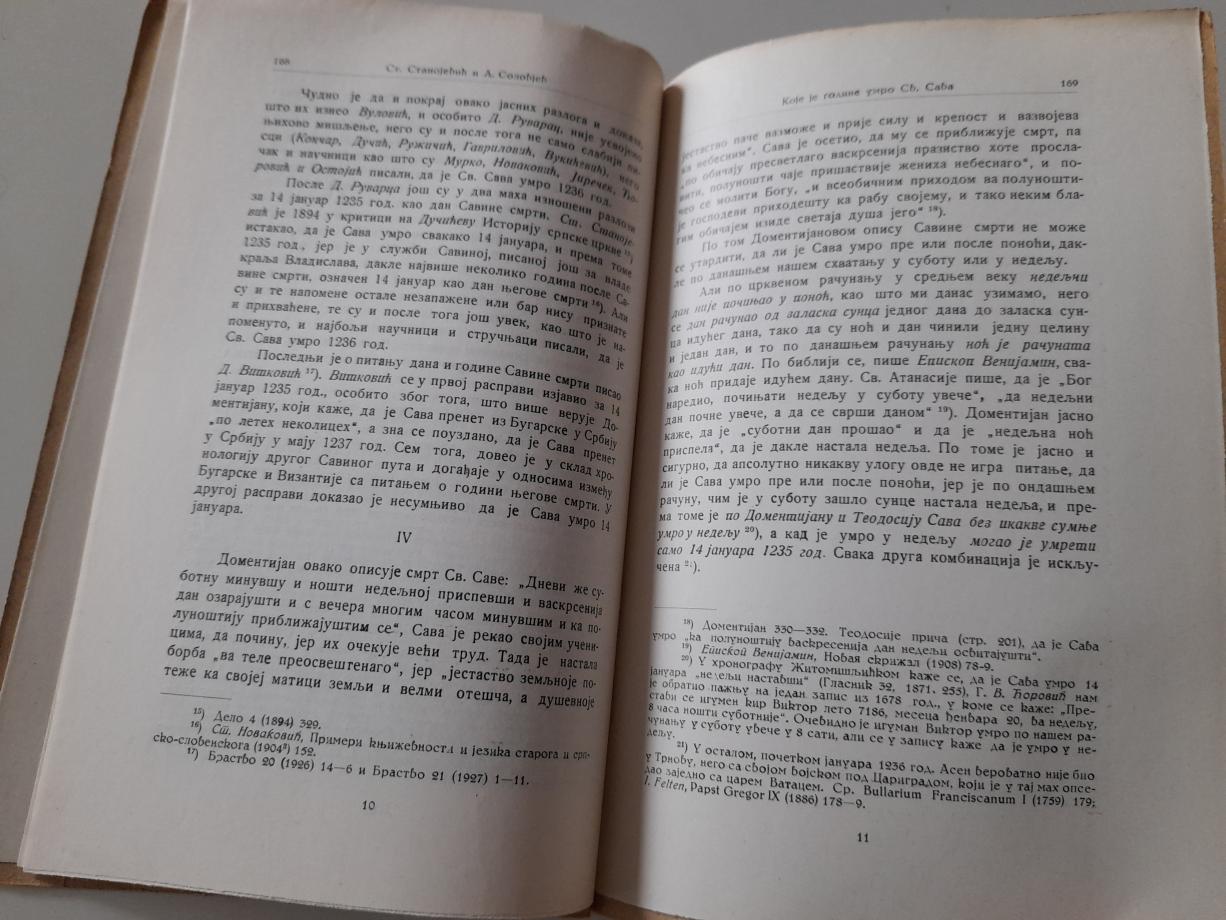 168
Ст. Станојевић и А. Соловјев
Чудно је да и покрај овако јасних разлога и доказа,
што их изнео Вуловић, и особито Д. Руварац, није усвојено
њихово мишљење, него су и после тога не само слабији пи-
сци (Кончар, Дучић, Ружичић, Гавриловић, Вукићевић), него
чак и научници као што су Мурко, Новаковић, Јиречек, Ћо-
ровић и Остојић писали, да је Св. Сава умро 1236 год.
После Д. Руварца још су у два маха изношени разлози
за 14 јануар 1235 год. као дан Савине смрти. Ст. Станоје-
вић је 1894 у критици на Дучићеву Историју српске цркве 15)
истакао, да је Сава умро свакако 14 јануара, и према томе
1235 год., јер је у служби Савиној, писаној још за владе
краља Владислава, дакле највише неколико година после Са-
вине смрти, означен 14 јануар као дан његове смрти 16). Али
су и те напомене остале незапажене или бар нису признате
и прихваћене, те су и после тога још увек, као што је на-
поменуто, и најбољи научници и стручњаци писали, да је
Св. Сава умро 1236 год.
Последњи је о питању дана и године Савине смрти писао
Д. Витковић 17). Витковић се у првој расправи изјавио за 14
јануар 1235 год., особито због тога, што више верује До-
ментијану, који каже, да је Сава пренет из Бугарске у Србију
„по летех неколицех“, а зна се поуздано, да је Сава пренет
у Србију у мају 1237 год. Сем тога, довео је у склад хро-
нологију другог Савиног пута и догађаје у односима између
Бугарске и Византије са питањем о години његове смрти. У
другој расправи доказао је несумњиво да је Сава умро 14
јануара.
IV
Доментијан овако описује смрт Св. Саве: „Дневи же су-
ботну минувшу и ношти недељној приспевши и васкрсенија
дан озарајушти и с вечера многим часом минувшим и ка по-
луноштију приближајуштим се“, Сава је рекао својим учени-
цима, да почину, јер их очекује већи труд. Тада је настала
борба „ва теле преосвештенаго“, јер „јестаство земљноје по-
теже ка својеј матици земљи и велми отешча, а душевноје
15) Дело 4 (1894) 329.
16) Ст. Новаковић, Примери књижевности и језика старога и срп-
ско-словенскога (1904³) 152.
17) Браство 20 (1926) 14—6 и Браство 21 (1927) 1—11.
10
Које је године умро Св. Сава
169
јестаство паче вазможе и прије силу и крепост и вазвојева
ка небесним“. Сава је осетио, да му се приближује смрт, па
„по обичају пресветлаго васкрсенија празнство хоте просла-
вити, полуношти чаје пришаствије жениха небеснаго“, и по-
чео се молити Богу, „и всеобичним приходом ва полуношти-
је господеви приходешту ка рабу својему, и тако неким бла-
гим обичајем изиде светаја душа јего“ 18).
По том Доментијановом опису Савине смрти не може
се утардити, да ли је Сава умро пре или после поноћи, дак-
ле по данашњем нашем схватању у суботу или у недељу.
Али по црквеном рачунању у средњем веку недељни
дан није почињао у поноћ, као што ми данас узимамо, него
се дан рачунао од заласка сунца једног дана до заласка сун-
ца идућег дана, тако да су ноћ и дан чинили једну целину
и један дан, и то по данашњем рачунању ноћ је рачуната
као идући дан. По библији се, пише Епископ Венијамин, сва-
ка ноћ придаје идућем дану. Св. Атанасије пише, да је „Бог
наредио, почињати недељу у суботу увече“, „да недељни
дан почне увече, а да се сврши даном“ 19). Доментијан јасно
каже, да је „суботни дан прошао“ и да је „недељна ноћ
приспела“, да је дакле настала недеља. По томе је јасно и
сигурно, да апсолутно никакву улогу овде не игра питање, да
ли је Сава умро пре или после поноћи, јер је по ондашњем
рачуну, чим је у суботу зашло сунце настала недеља, и пре-
ма томе је по Доментијану и Теодосију Сава без икакве сумње
умро у недељу 20), а кад је умро у недељу могао је умрети
само 14 јануара 1235 год. Свака друга комбинација је искљу-
чена 21).
18) Доментијан 330—332. Теодосије прича (стр. 201), да је Сава
умро „ка полуноштију васкресенија дан недељи освитајушти“.
19) Епископ Венијамин, Новая скрижал (1908) 78-9.
20) У хронографу Житомишљићком каже се, да је Сава умро 14
јануара „недељи наставши“ (Гласник 32, 1871. 255), Г. В. Ћоровић нам
је обратио пажњу на један запис из 1678 год., у коме се каже: „Пре-
стави се игумен кир Виктор лето 7186, месеца ђенвара 20, ва недељу,
8 часа ношти суботније“. Очевидно је игуман Виктор умро по нашем ра-
чунању у суботу увече у 8 сати, али се у запису каже да је умро у не-
дељу.
21) У осталом, почетком јануара 1236 год. Асен вероватно није био
у Трнову, него са својом војском под Цариградом, који је у тај мах опсе-
дао заједно са царем Ватацем. Ср. Bullarium Franciscanum I (1759) 179;
I. Felten, Papst Gregor IX (1886) 178—9.
11